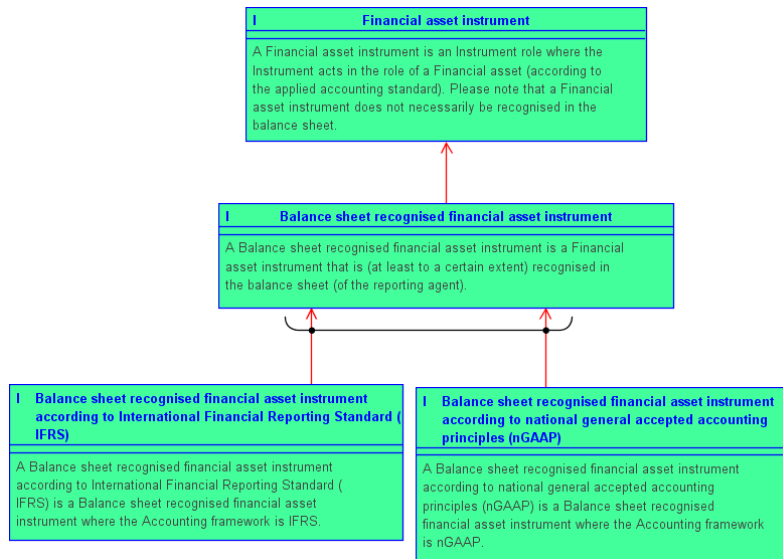 I Financial asset instrument
A Financial asset instrument is an Instrument role where the
Instrument acts in the role of a Financial asset (according to
the applied accounting standard). Please note that a Financial
asset instrument does not necessarily be recognised in the
balance sheet.
I Balance sheet recognised financial asset instrument
A Balance sheet recognised financial asset instrument is a Financial
asset instrument that is (at least to a certain extent) recognised in
the balance sheet (of the reporting agent).
I Balance sheet recognised financial asset instrument
according to International Financial Reporting Standard (
IFRS)
A Balance sheet recognised financial asset instrument
according to International Financial Reporting Standard (
IFRS) is a Balance sheet recognised financial asset
instrument where the Accounting framework is IFRS.
I Balance sheet recognised financial asset instrument
according to national general accepted accounting
principles (nGAAP)
A Balance sheet recognised financial asset instrument
according to national general accepted accounting
principles (nGAAP) is a Balance sheet recognised
financial asset instrument where the Accounting framework
is nGAAP.